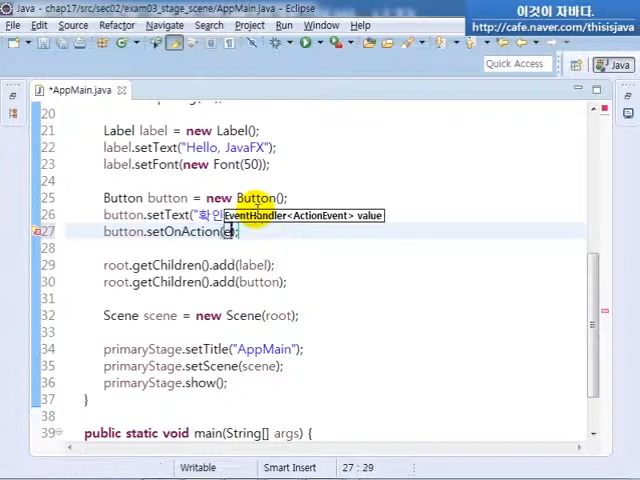 Java - chap17/src/sec02/exam03_stage_scene/AppMain.java - Eclipse
이것이 자바다.
http://cafe.naver.com/thisisjava
File Edit Source Refactor Navigate Search Project Run Window Help
Quick Access
Java
*AppMain.java
20
21 Label label = new Label();
22 label.setText("Hello, JavaFX");
23 label.setFont(new Font(50));
24
25 Button button = new Button();
26 button.setText("확인
EventHandler<ActionEvent> value
27 button.setOnAction(e);
28
29 root.getChildren().add(label);
30 root.getChildren().add(button);
31
32 Scene scene = new Scene(root);
33
34 primaryStage.setTitle("AppMain");
35 primaryStage.setScene(scene);
36 primaryStage.show();
37 }
38
39 public static void main(String[] args) {
Writable Smart Insert 27 : 29